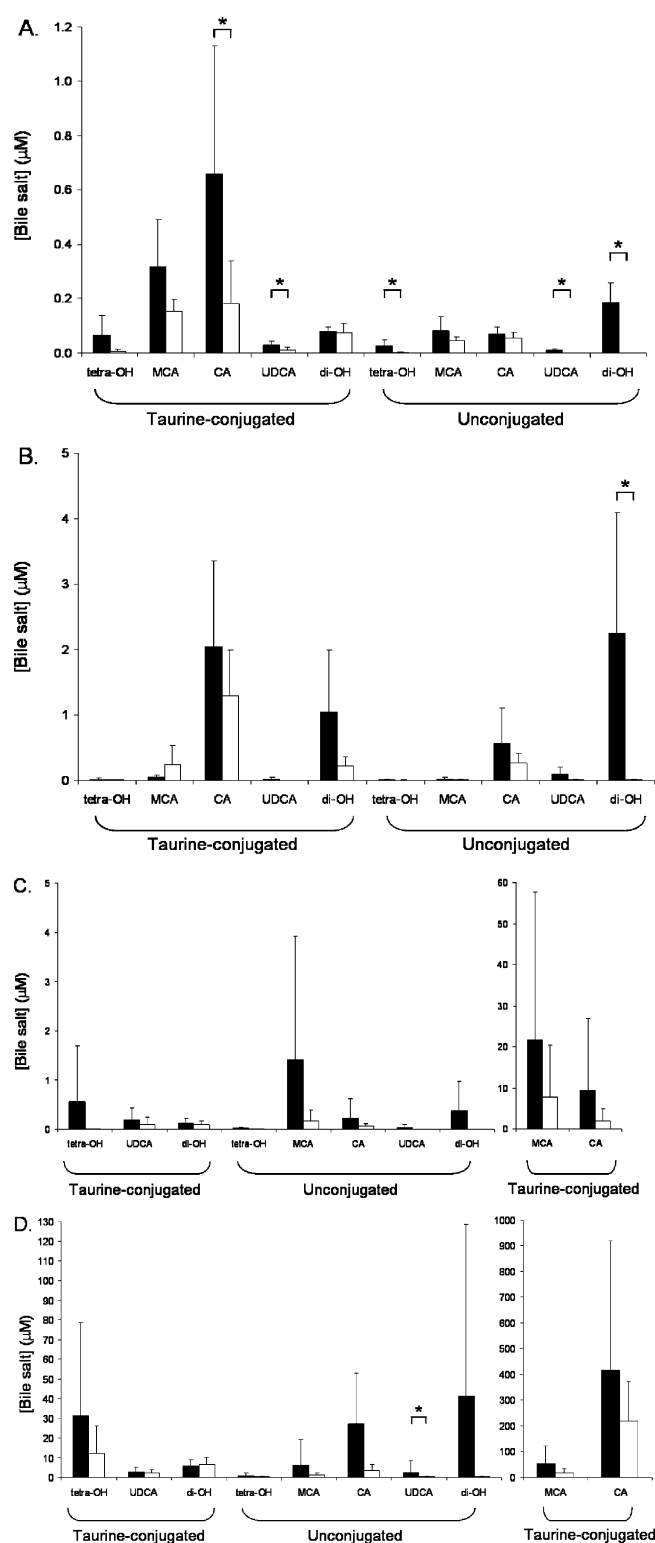 A.
[Bile salt] (μM)
1.2
1.0
0.8
0.6
0.4
0.2
0.0
*
*
*
*
*
tetra-OH MCA CA UDCA di-OH tetra-OH MCA CA UDCA di-OH
Taurine-conjugated Unconjugated
B.
[Bile salt] (μM)
5
4
3
2
1
0
*
tetra-OH MCA CA UDCA di-OH tetra-OH MCA CA UDCA di-OH
Taurine-conjugated Unconjugated
C.
[Bile salt] (μM)
5
4
3
2
1
0
tetra-OH UDCA di-OH tetra-OH MCA CA UDCA di-OH
Taurine-conjugated Unconjugated
60
50
40
30
20
10
0
MCA CA
Taurine-conjugated
D.
[Bile salt] (μM)
130
120
110
100
90
80
70
60
50
40
30
20
10
0
*
tetra-OH UDCA di-OH tetra-OH MCA CA UDCA di-OH
Taurine-conjugated Unconjugated
1000
900
800
700
600
500
400
300
200
100
0
MCA CA
Taurine-conjugated